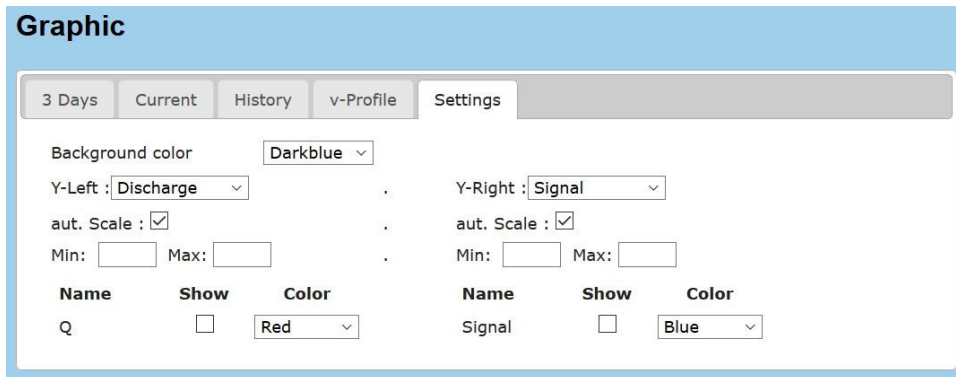 Graphic
3 Days Current History v-Profile Settings
Background color Darkblue
Y-Left : Discharge . Y-Right : Signal
aut. Scale : . aut. Scale :
Min: Max: . Min: Max:
Name Show Color Name Show Color
Q Red Signal Blue